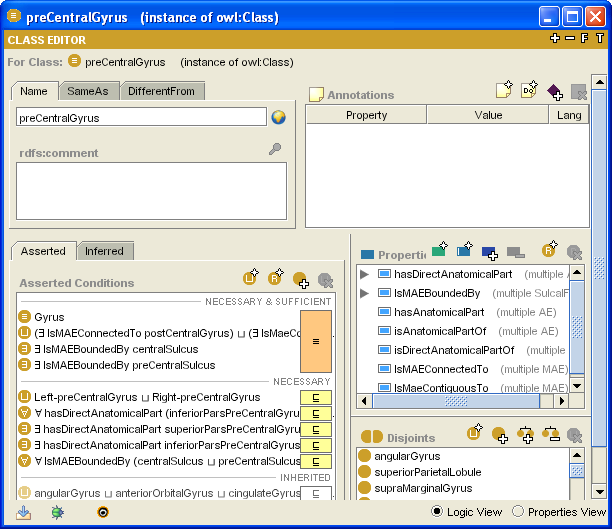 preCentralGyrus (instance of owl:Class)
CLASS EDITOR
+ − F T
For Class: preCentralGyrus (instance of owl:Class)
Name SameAs DifferentFrom
preCentralGyrus
rdfs:comment
Annotations
Property Value Lang
Asserted Inferred
Asserted Conditions
NECESSARY & SUFFICIENT
Gyrus
(∃ IsMAEConnectedTo postCentralGyrus) ⊔ (∃ IsMaeCo
∃ IsMAEBoundedBy centralSulcus
∃ IsMAEBoundedBy preCentralSulcus
≡
NECESSARY
Left-preCentralGyrus ⊔ Right-preCentralGyrus ⊑
∀ hasDirectAnatomicalPart (inferiorParsPreCentralGyru ⊑
∃ hasDirectAnatomicalPart superiorParsPreCentralGyr ⊑
∃ hasDirectAnatomicalPart inferiorParsPreCentralGyru ⊑
∀ IsMAEBoundedBy (centralSulcus ⊔ preCentralSulcus ⊑
INHERITED
angularGyrus ⊔ anteriorOrbitalGyrus ⊔ cingulateGyrus ⊑
Properti
hasDirectAnatomicalPart (multiple A
IsMAEBoundedBy (multiple SulcalF
hasAnatomicalPart (multiple AE)
isAnatomicalPartOf (multiple AE)
isDirectAnatomicalPartOf (multiple
IsMAEConnectedTo (multiple MAE)
IsMaeContiguousTo (multiple MAE)
Disjoints
angularGyrus
superiorParietalLobule
supraMarginalGyrus
Logic View Properties View